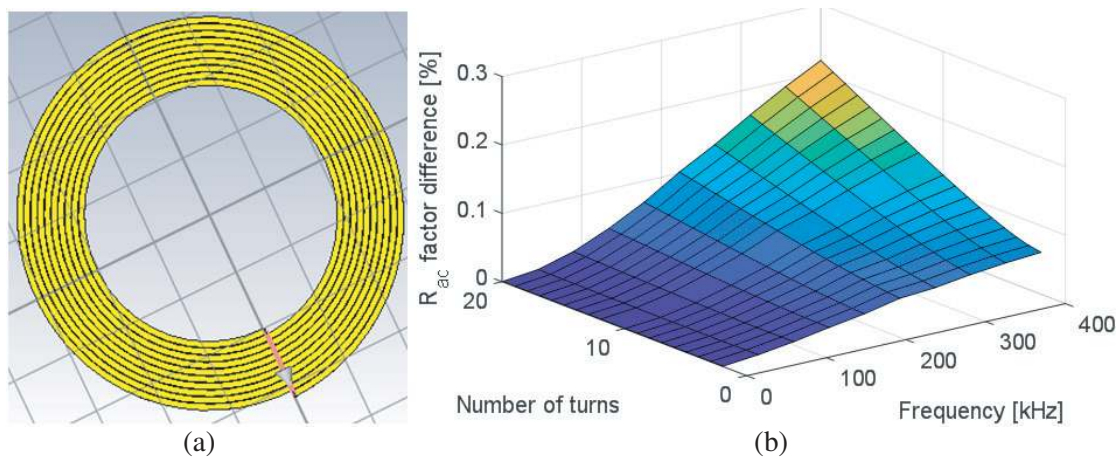 0.3
0.2
0.1
0
R_ac factor difference [%]
20
10
0
Number of turns
0
100
200
300
400
Frequency [kHz]
(a)
(b)